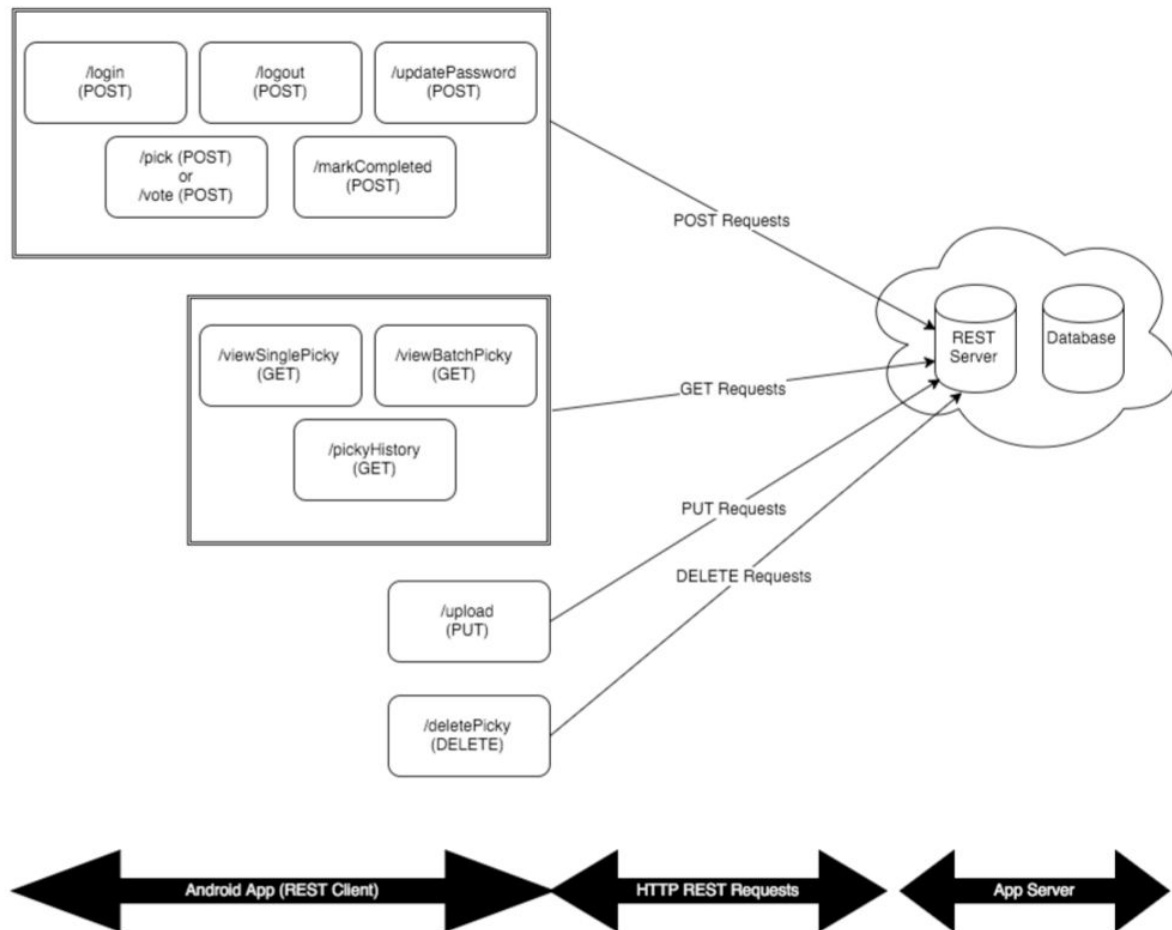 /login
(POST)
/logout
(POST)
/updatePassword
(POST)
/pick (POST)
or
/vote (POST)
/markCompleted
(POST)
POST Requests
/viewSinglePicky
(GET)
/viewBatchPicky
(GET)
/pickyHistory
(GET)
GET Requests
REST
Server
Database
PUT Requests
DELETE Requests
/upload
(PUT)
/deletePicky
(DELETE)
Android App (REST Client)
HTTP REST Requests
App Server